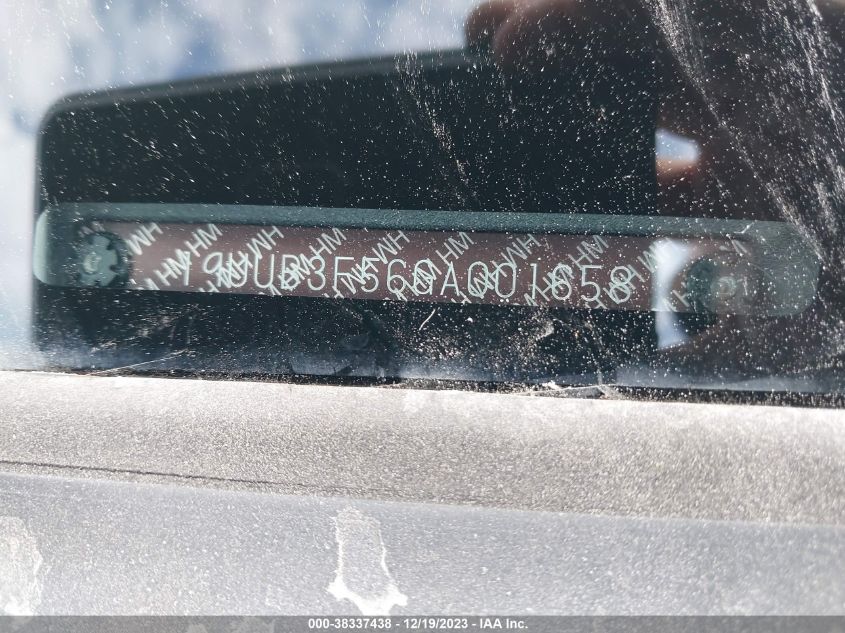 19UUB3F56GA001658
000-38337438 - 12/19/2023 - IAA Inc.